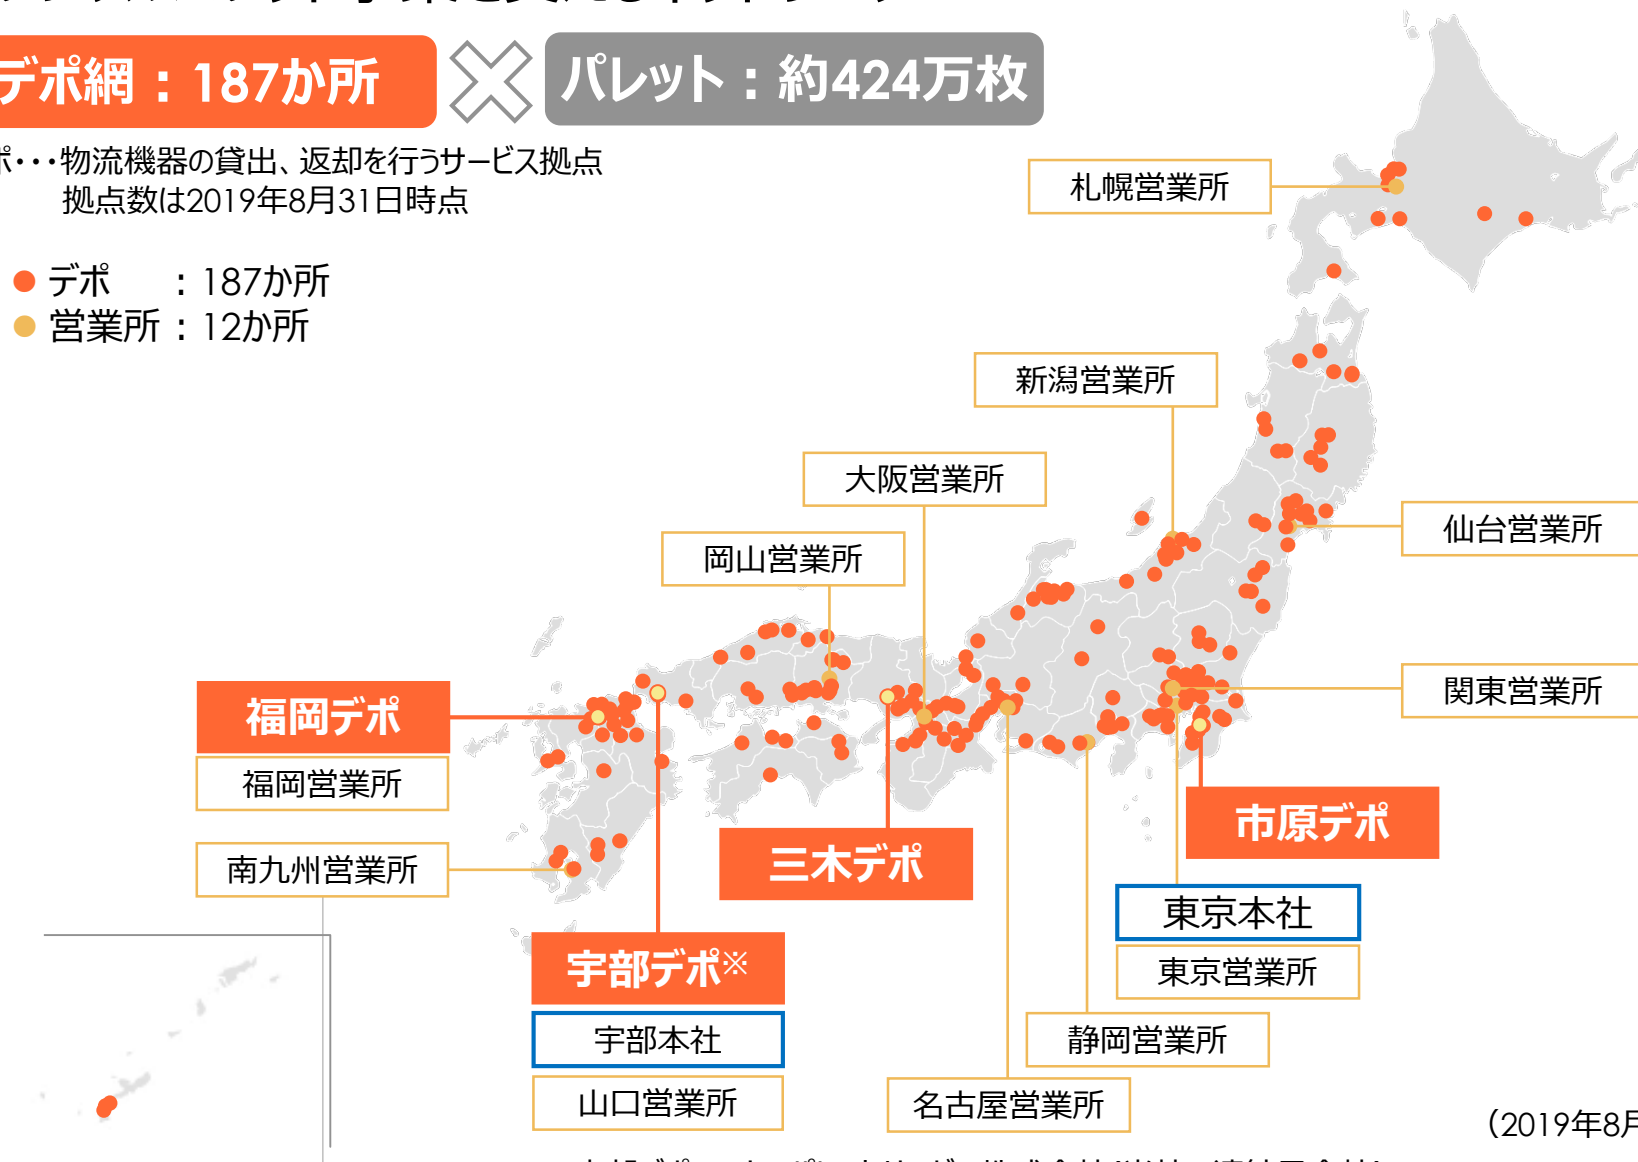 デポ網：187か所
パレット：約424万枚
ポ・・・物流機器の貸出、返却を行うサービス拠点
拠点数は2019年8月31日時点
デポ ：187か所
営業所：12か所
札幌営業所
新潟営業所
大阪営業所
仙台営業所
岡山営業所
関東営業所
福岡デポ
福岡営業所
市原デポ
三木デポ
南九州営業所
東京本社
宇部デポ※
東京営業所
宇部本社
静岡営業所
山口営業所
名古屋営業所
（2019年8月